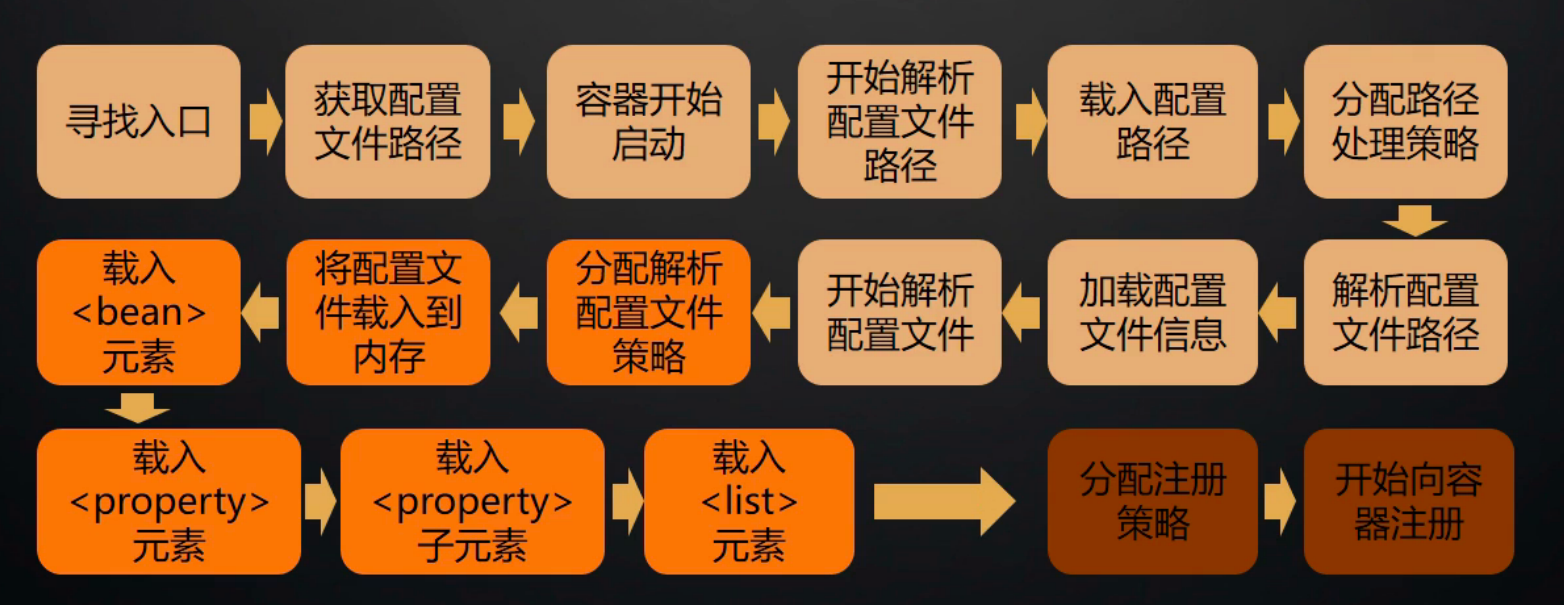 寻找入口
获取配置
文件路径
容器开始
启动
开始解析
配置文件
路径
载入配置
路径
分配路径
处理策略
解析配置
文件路径
加载配置
文件信息
开始解析
配置文件
分配解析
配置文件
策略
将配置文
件载入到
内存
载入
<bean>
元素
载入
<property>
元素
载入
<property>
子元素
载入
<list>
元素
分配注册
策略
开始向容
器注册